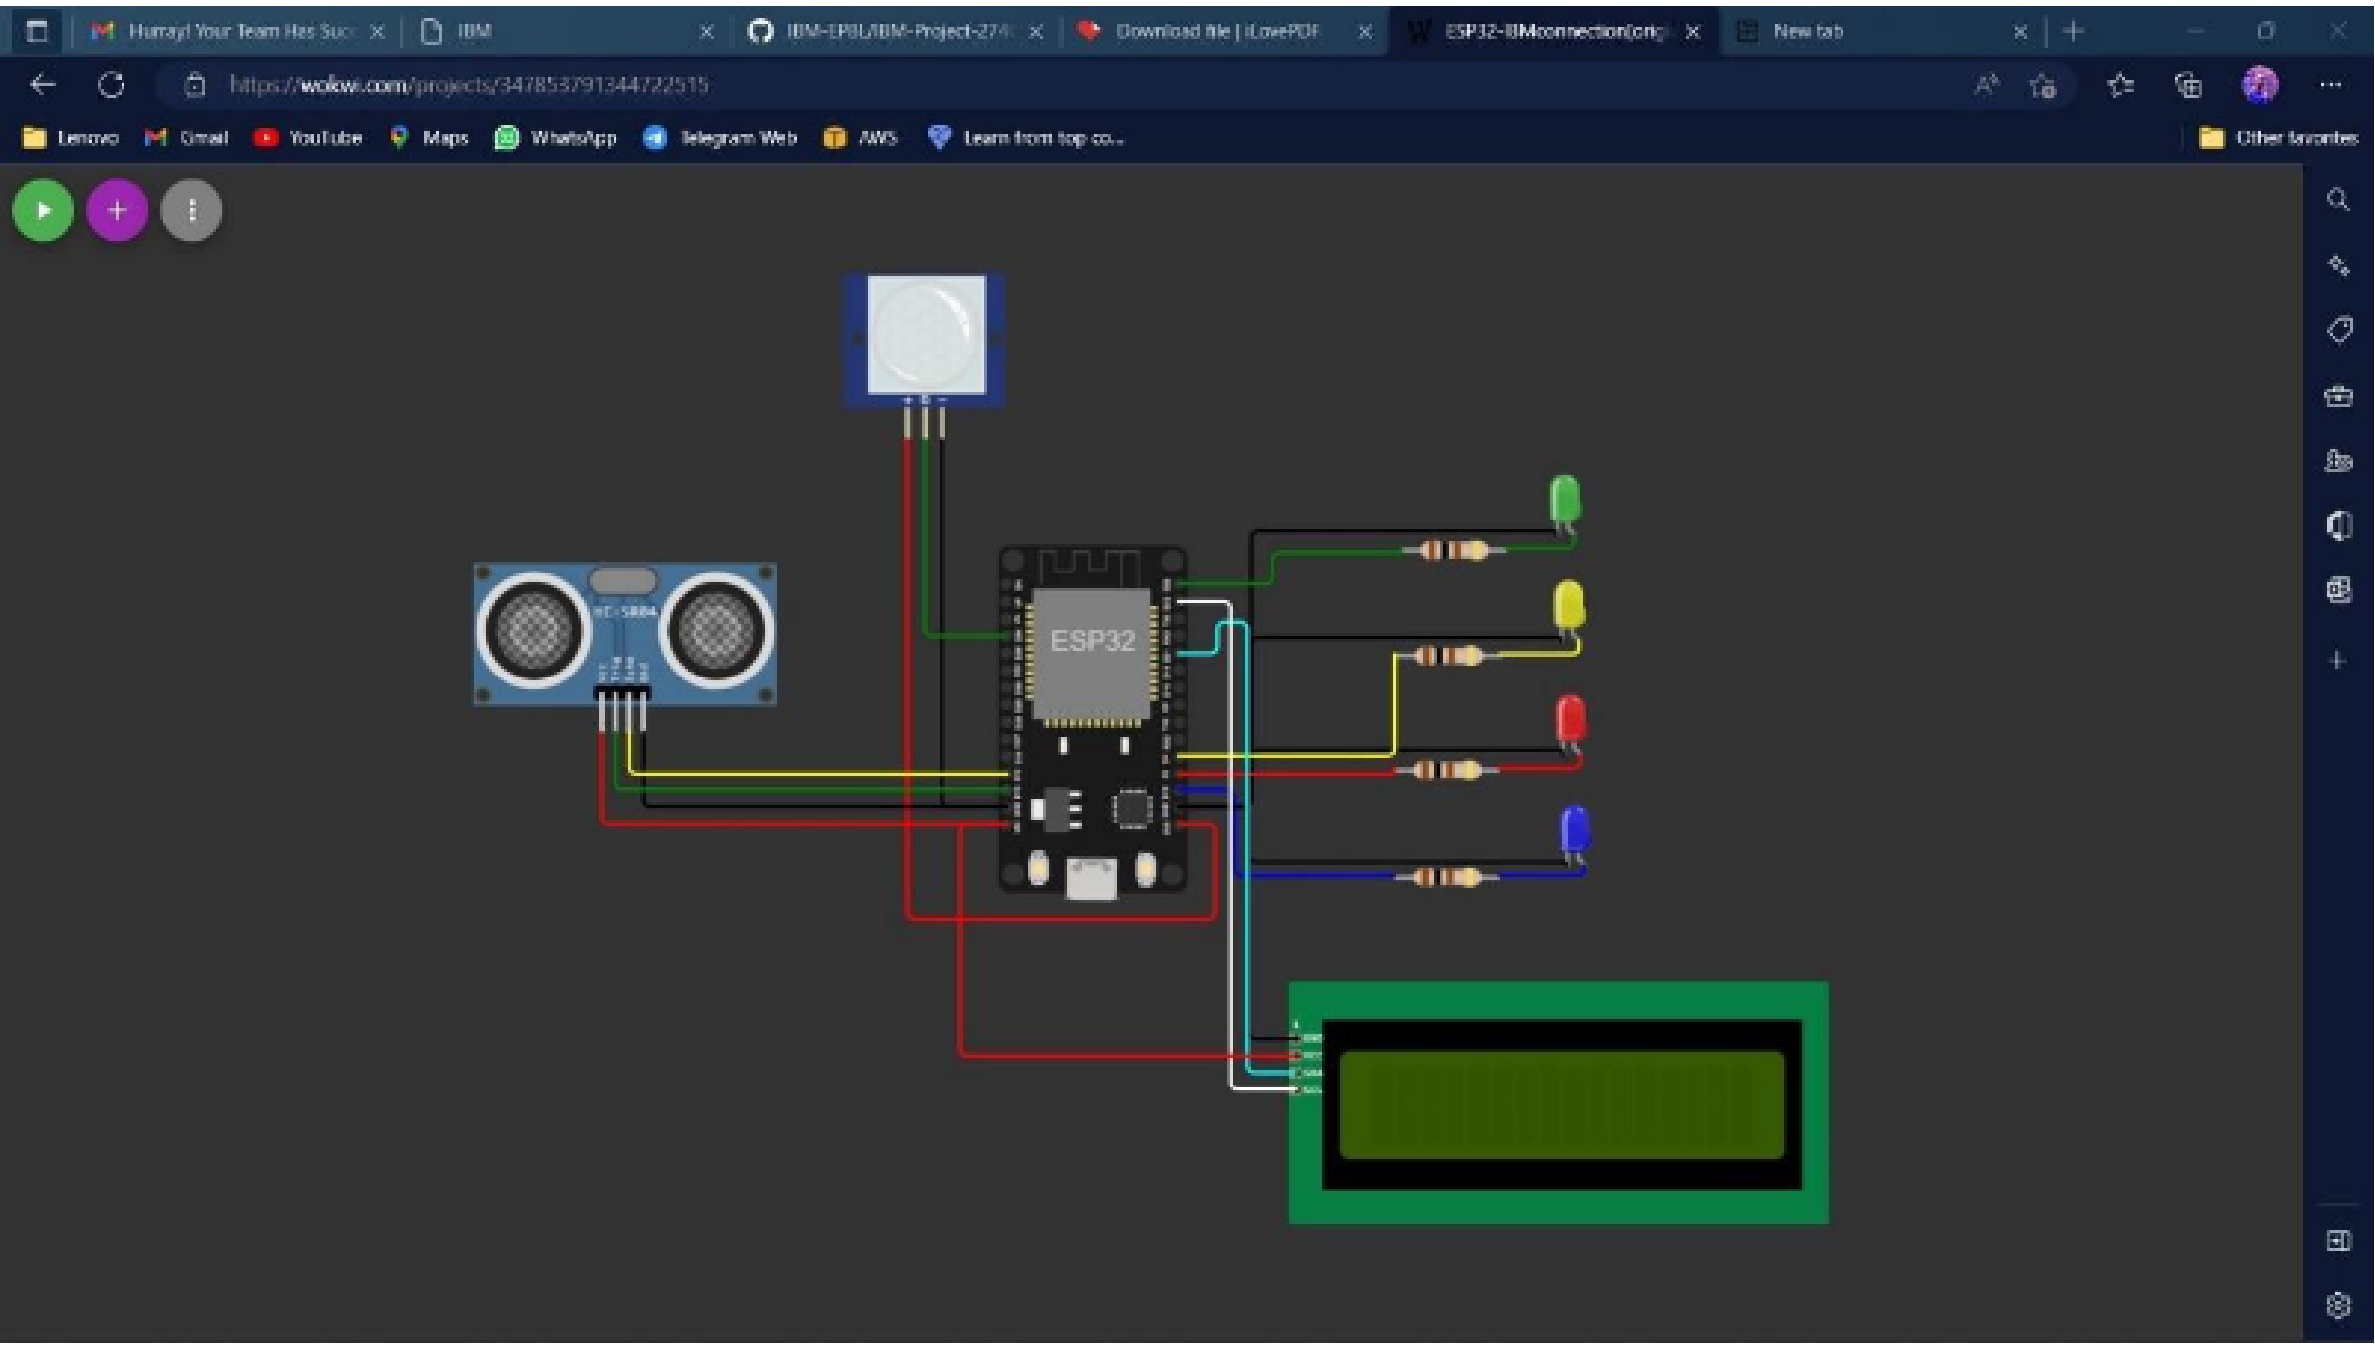 Hurray! Your Team Has Suc
IBM
IBM-EPBL/IBM-Project-274
Download file | iLovePDF
ESP32-IBMconnection(orig
New tab
https://wokwi.com/projects/347853791344722515
Lenovo
Gmail
YouTube
Maps
WhatsApp
Telegram Web
AWS
Learn from top co...
Other favorites
HC-SR04
ESP32